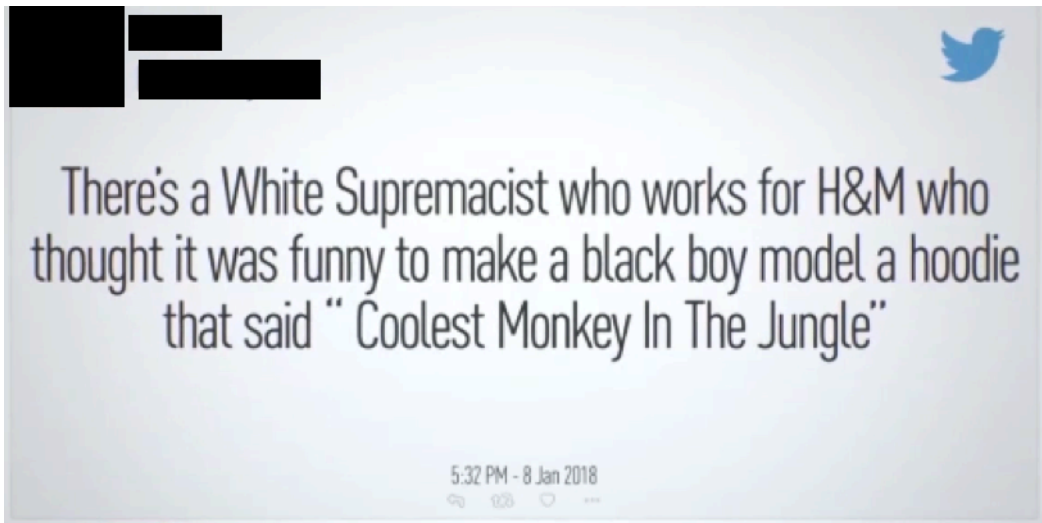 There's a White Supremacist who works for H&M who
thought it was funny to make a black boy model a hoodie
that said “ Coolest Monkey In The Jungle”
5:32 PM - 8 Jan 2018